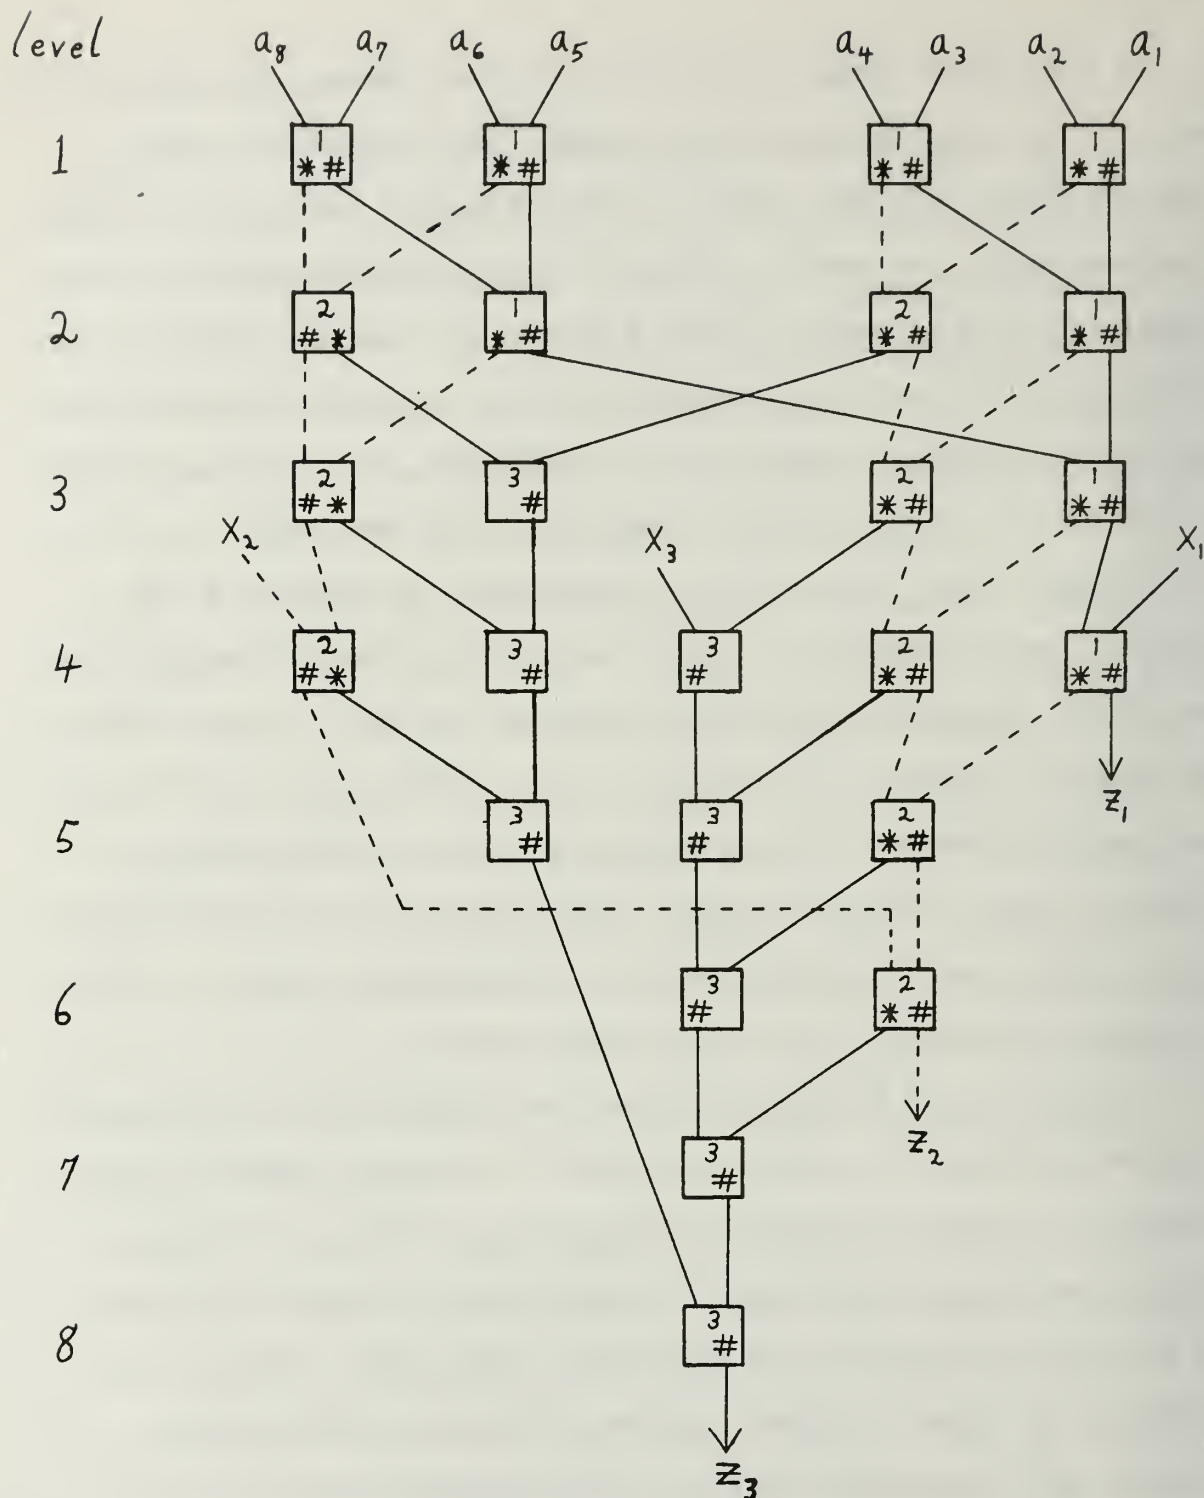 level a₈ a₇ a₆ a₅ a₄ a₃ a₂ a₁
1 1 1 1
1 * # * # * # * #
2 1 2 1
2 # * * # * # * #
2 3 2 1
3 # * # * # * #
X₂ X₃ X₁
2 3 3 2 1
4 # * # # * # * #
Z₁
3 3 2
5 # # * #
3 2
6 # * #
Z₂
3
7 #
3
8 #
Z₃